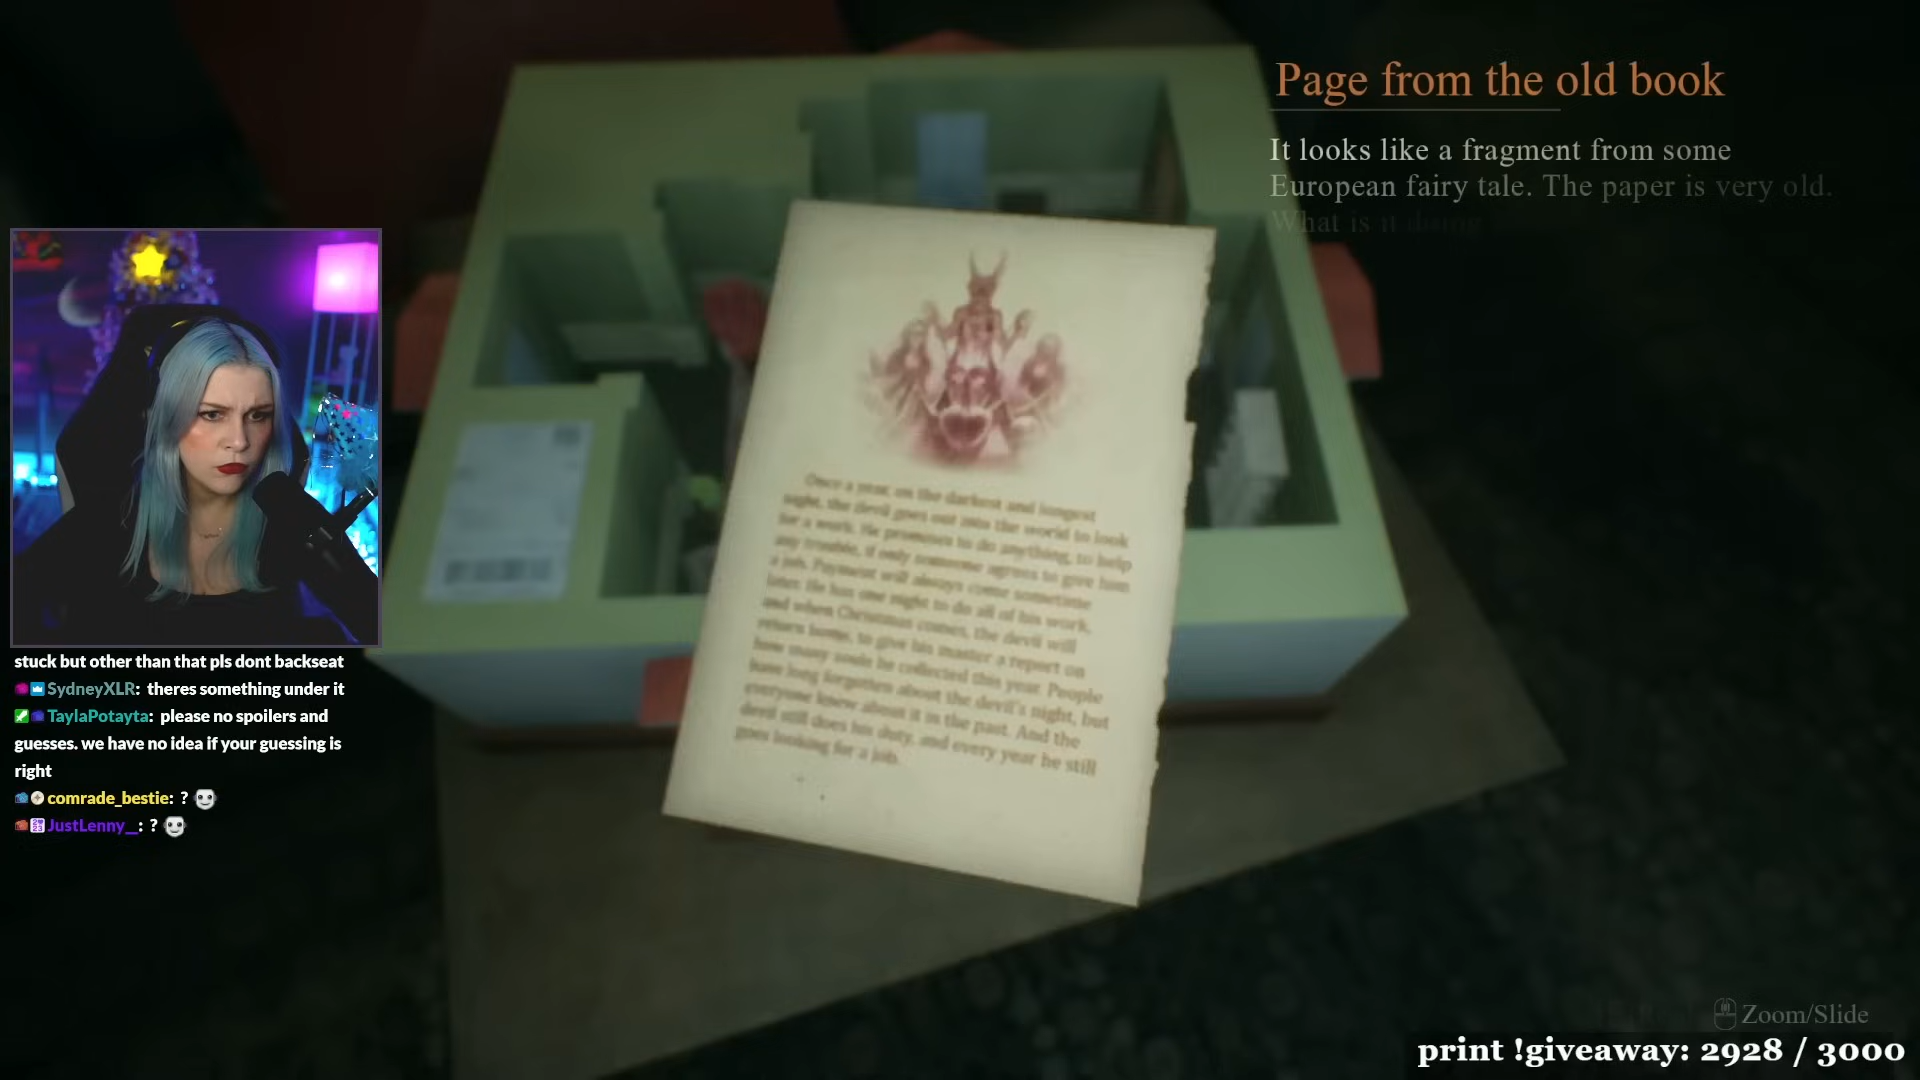 Page from the old book
It looks like a fragment from some
European fairy tale. The paper is very old.
What is it doing
Once a year, on the darkest and longest
night, the devil goes out into the world to look
for a work. He promises to do anything, to help
any trouble, if only someone agrees to give him
a job. Payment will always come sometime
later. He has one night to do all of his work,
and when Christmas comes, the devil will
return home, to give his master a report on
how many souls he collected this year. People
have long forgotten about the devil's night, but
everyone knew about it in the past. And the
devil still does his duty, and every year he still
goes looking for a job.
stuck but other than that pls dont backseat
SydneyXLR: theres something under it
TaylaPotayta: please no spoilers and
guesses. we have no idea if your guessing is
right
comrade_bestie: ?
JustLenny__: ?
Zoom/Slide
print !giveaway: 2928 / 3000